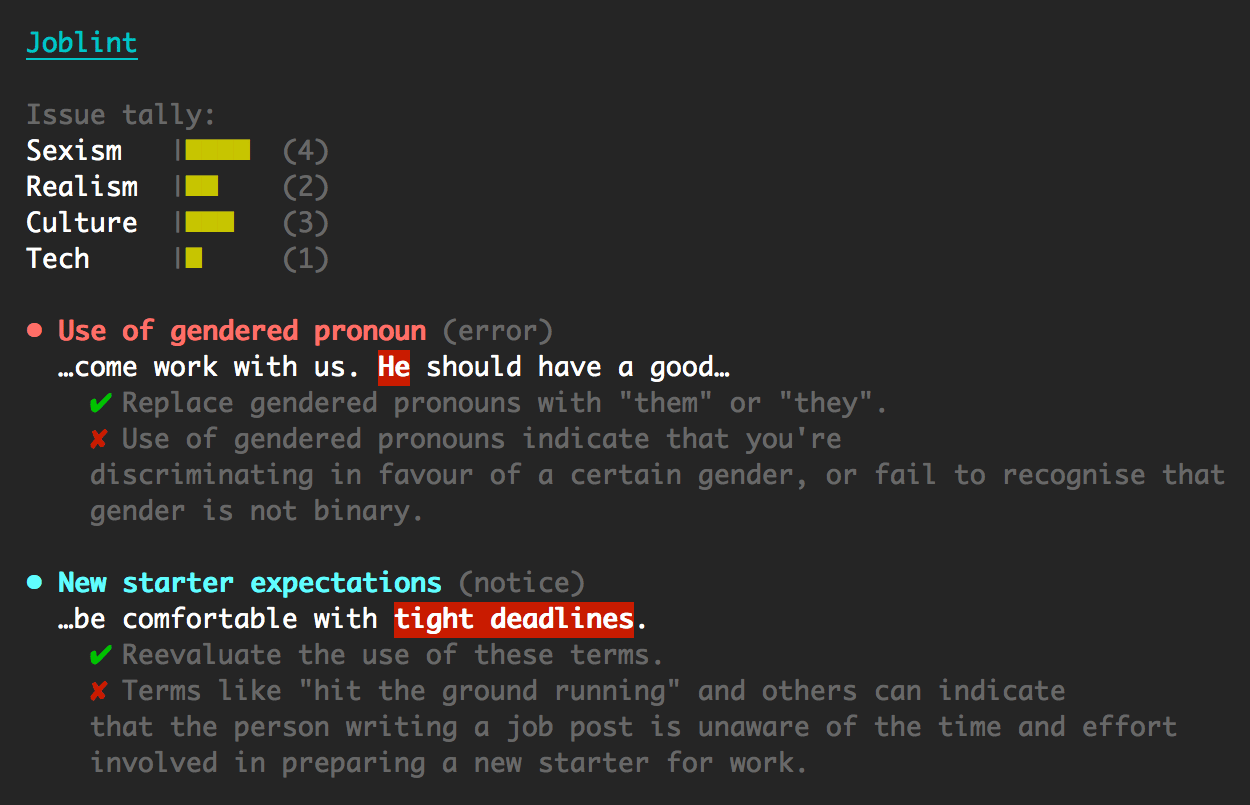 Joblint
Issue tally:
Sexism | (4)
Realism | (2)
Culture | (3)
Tech | (1)
● Use of gendered pronoun (error)
…come work with us. He should have a good…
✔ Replace gendered pronouns with "them" or "they".
✘ Use of gendered pronouns indicate that you're
discriminating in favour of a certain gender, or fail to recognise that
gender is not binary.
● New starter expectations (notice)
…be comfortable with tight deadlines.
✔ Reevaluate the use of these terms.
✘ Terms like "hit the ground running" and others can indicate
that the person writing a job post is unaware of the time and effort
involved in preparing a new starter for work.